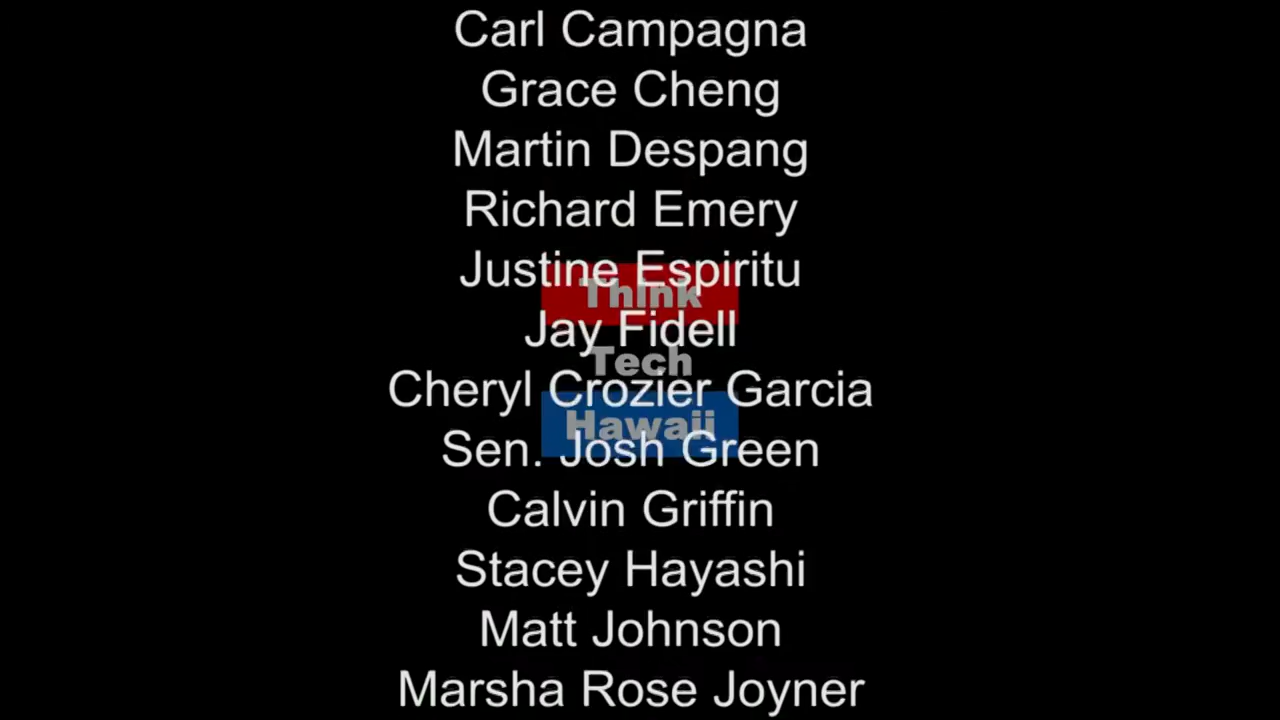 Carl Campagna
Grace Cheng
Martin Despang
Richard Emery
Justine Espiritu
Think
Jay Fidell
Tech
Cheryl Crozier Garcia
Hawaii
Sen. Josh Green
Calvin Griffin
Stacey Hayashi
Matt Johnson
Marsha Rose Joyner